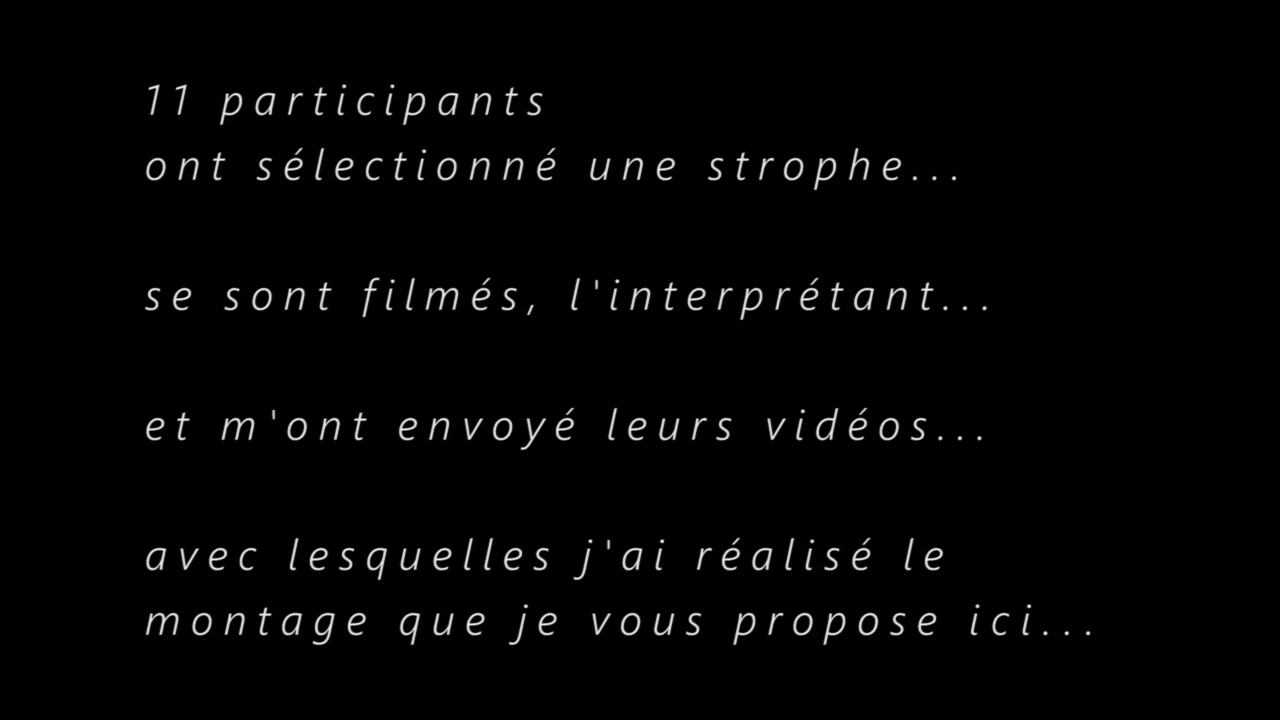 11 participants
ont sélectionné une strophe...
se sont filmés, l'interprétant...
et m'ont envoyé leurs vidéos...
avec lesquelles j'ai réalisé le
montage que je vous propose ici...